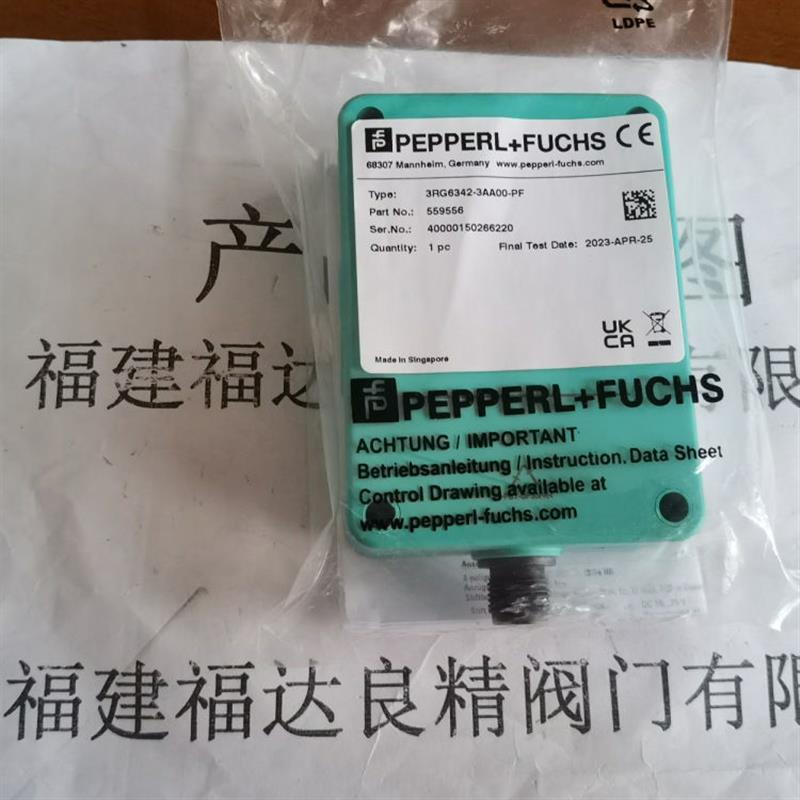 LDPE
PEPPERL+FUCHS CE
68307 Mannheim, Germany www.pepperl-fuchs.com
Type: 3RG6342-3AA00-PF
Part No.: 559556
Ser.No.: 40000150266220
Quantity: 1 pc Final Test Date: 2023-APR-25
UK
CA
Made in Singapore
产 图
福建福达 有限
PEPPERL+FUCHS
ACHTUNG / IMPORTANT
Betriebsanleitung / Instruction. Data Sheet
Control Drawing available at
www.pepperl-fuchs.com
福建福达良精阀门有限